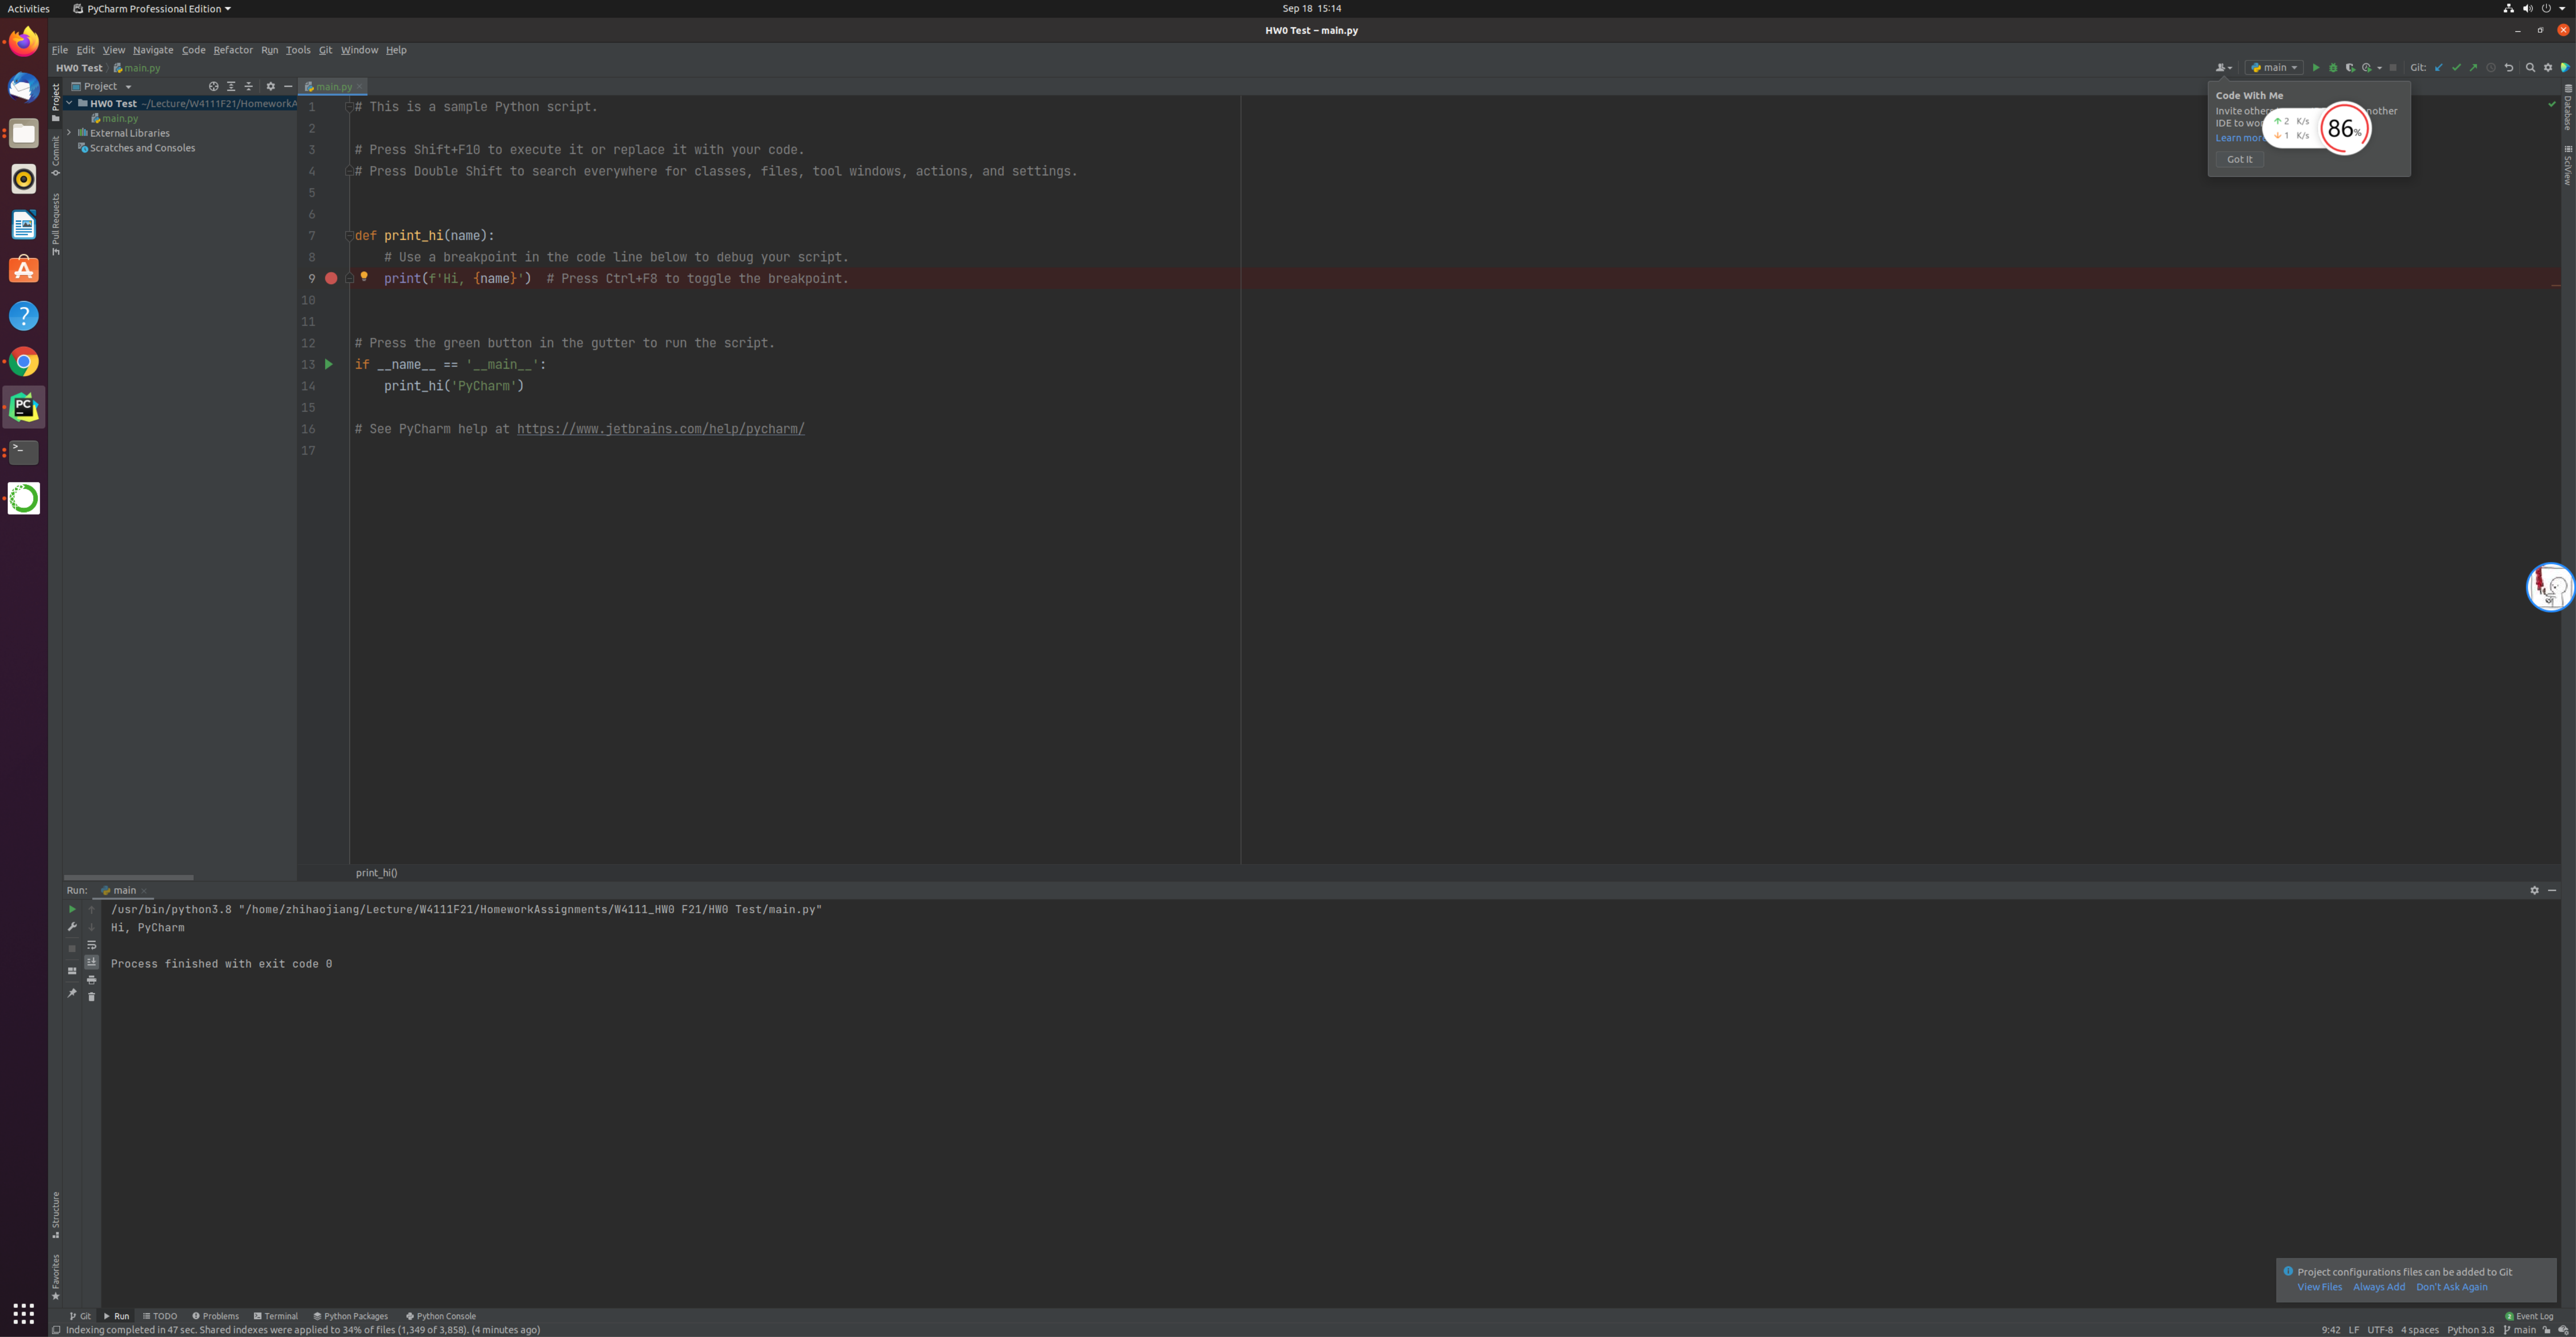 Activities PyCharm Professional Edition Sep 18 15:14
HW0 Test – main.py
File Edit View Navigate Code Refactor Run Tools Git Window Help
HW0 Test main.py main Git:
Project main.py
HW0 Test ~/Lecture/W4111F21/HomeworkA
main.py
External Libraries
Scratches and Consoles
Project
Commit
Pull Requests
Structure
Favorites
Database
SciView
1 # This is a sample Python script.
2
3 # Press Shift+F10 to execute it or replace it with your code.
4 # Press Double Shift to search everywhere for classes, files, tool windows, actions, and settings.
5
6
7 def print_hi(name):
8 # Use a breakpoint in the code line below to debug your script.
9 print(f'Hi, {name}') # Press Ctrl+F8 to toggle the breakpoint.
10
11
12 # Press the green button in the gutter to run the script.
13 if __name__ == '__main__':
14 print_hi('PyCharm')
15
16 # See PyCharm help at https://www.jetbrains.com/help/pycharm/
17
Code With Me
Invite other nother
IDE to wo
Learn mor
Got It
2 K/s
1 K/s
86%
print_hi()
Run: main
/usr/bin/python3.8 "/home/zhihaojiang/Lecture/W4111F21/HomeworkAssignments/W4111_HW0 F21/HW0 Test/main.py"
Hi, PyCharm
Process finished with exit code 0
Project configurations files can be added to Git
View Files Always Add Don't Ask Again
Git Run TODO Problems Terminal Python Packages Python Console 2 Event Log
Indexing completed in 47 sec. Shared indexes were applied to 34% of files (1,349 of 3,858). (4 minutes ago) 9:42 LF UTF-8 4 spaces Python 3.8 main